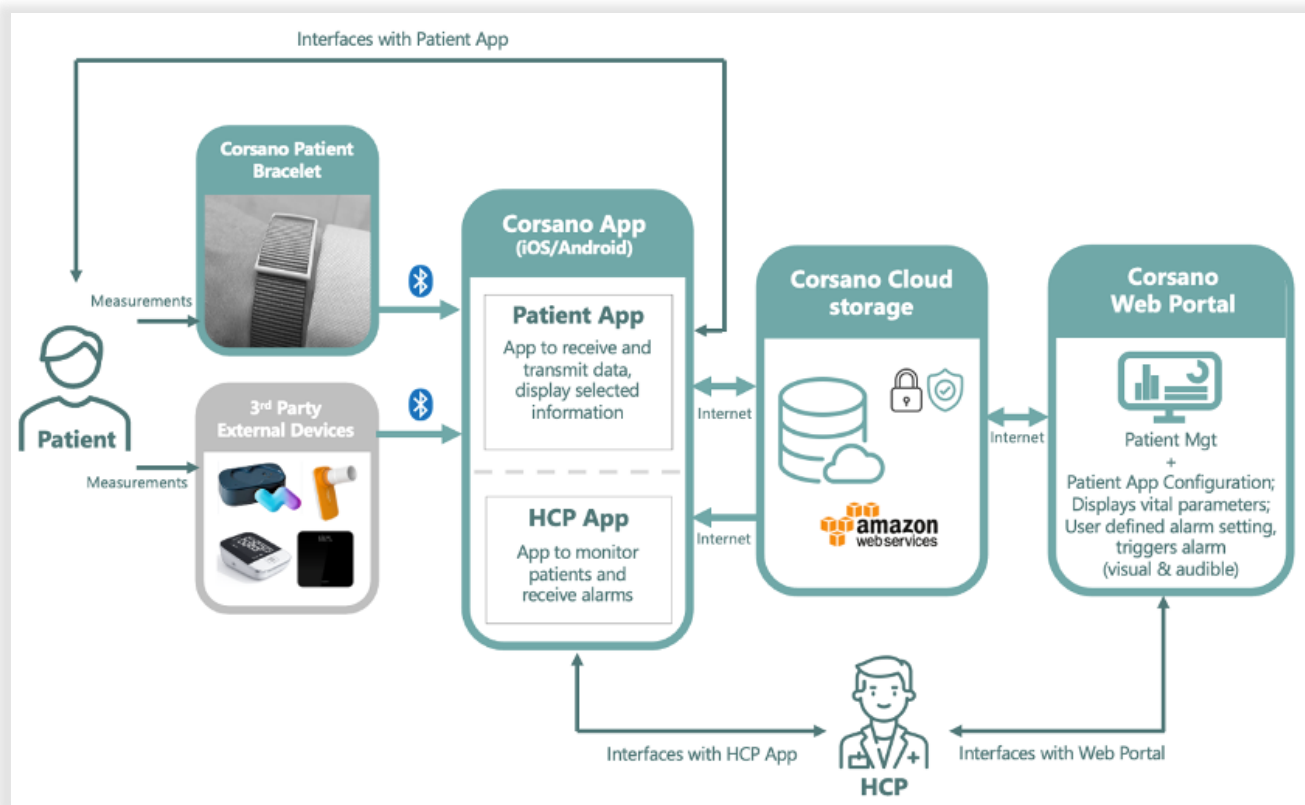 Interfaces with Patient App
Corsano Patient
Bracelet
Measurements
Patient
3rd Party
External Devices
Measurements
Corsano App
(iOS/Android)
Patient App
App to receive and
transmit data,
display selected
information
HCP App
App to monitor
patients and
receive alarms
Internet
Internet
Corsano Cloud
storage
amazon
webservices
Internet
Corsano
Web Portal
Patient Mgt
+
Patient App Configuration;
Displays vital parameters;
User defined alarm setting,
triggers alarm
(visual & audible)
Interfaces with HCP App
HCP
Interfaces with Web Portal